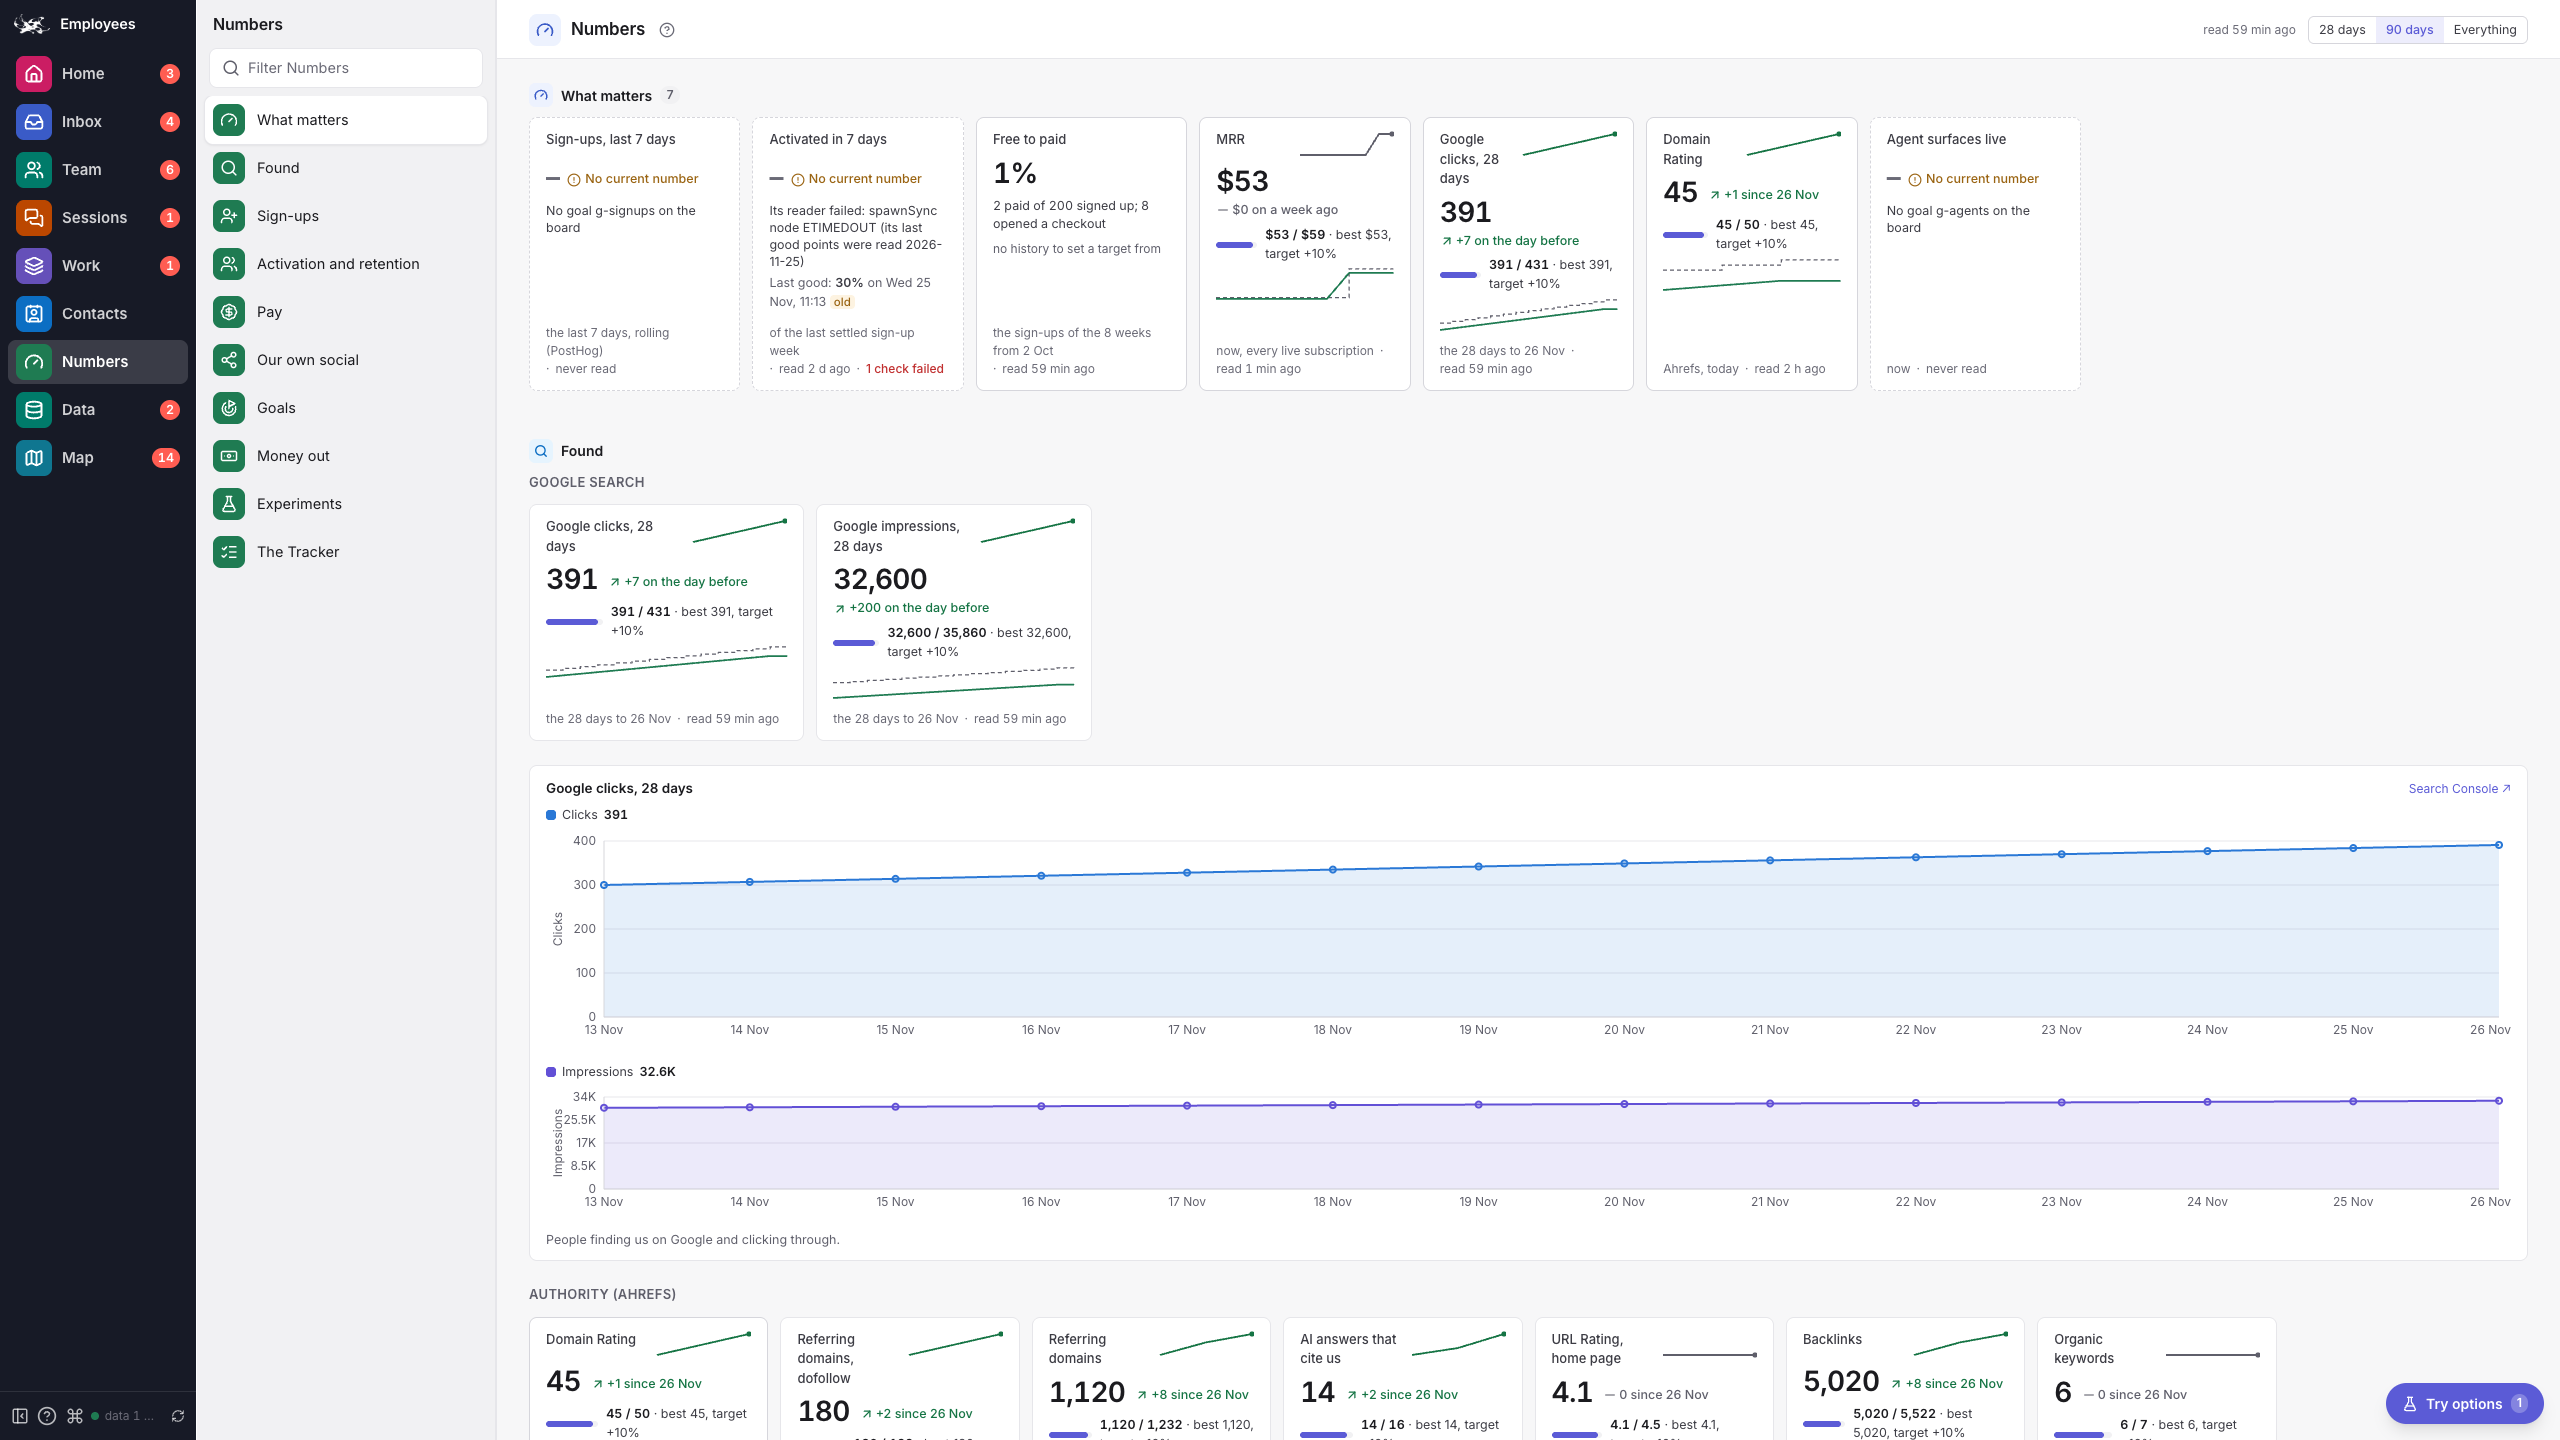 Employees
Home 3
Inbox 4
Team 6
Sessions 1
Work 1
Contacts
Numbers
Data 2
Map 14
data 1 ...
Numbers
Filter Numbers
What matters
Found
Sign-ups
Activation and retention
Pay
Our own social
Goals
Money out
Experiments
The Tracker
Numbers
read 59 min ago
28 days
90 days
Everything
What matters 7
Sign-ups, last 7 days
No current number
No goal g-signups on the
board
the last 7 days, rolling
(PostHog)
· never read
Activated in 7 days
No current number
Its reader failed: spawnSync
node ETIMEDOUT (its last
good points were read 2026-
11-25)
Last good: 30% on Wed 25
Nov, 11:13 old
of the last settled sign-up
week
· read 2 d ago · 1 check failed
Free to paid
1%
2 paid of 200 signed up; 8
opened a checkout
no history to set a target from
the sign-ups of the 8 weeks
from 2 Oct
· read 59 min ago
MRR
$53
— $0 on a week ago
$53 / $59 · best $53,
target +10%
now, every live subscription ·
read 1 min ago
Google
clicks, 28
days
391
+7 on the day before
391 / 431 · best 391,
target +10%
the 28 days to 26 Nov ·
read 59 min ago
Domain
Rating
45 +1 since 26 Nov
45 / 50 · best 45,
target +10%
Ahrefs, today · read 2 h ago
Agent surfaces live
No current number
No goal g-agents on the
board
now · never read
Found
GOOGLE SEARCH
Google clicks, 28
days
391 +7 on the day before
391 / 431 · best 391, target
+10%
the 28 days to 26 Nov · read 59 min ago
Google impressions,
28 days
32,600
+200 on the day before
32,600 / 35,860 · best 32,600,
target +10%
the 28 days to 26 Nov · read 59 min ago
Google clicks, 28 days
Search Console
Clicks 391
400
300
200
100
0
Clicks
13 Nov 14 Nov 15 Nov 16 Nov 17 Nov 18 Nov 19 Nov 20 Nov 21 Nov 22 Nov 23 Nov 24 Nov 25 Nov 26 Nov
Impressions 32.6K
34K
25.5K
17K
8.5K
0
Impressions
13 Nov 14 Nov 15 Nov 16 Nov 17 Nov 18 Nov 19 Nov 20 Nov 21 Nov 22 Nov 23 Nov 24 Nov 25 Nov 26 Nov
People finding us on Google and clicking through.
AUTHORITY (AHREFS)
Domain Rating
45 +1 since 26 Nov
45 / 50 · best 45, target
+10%
Referring
domains,
dofollow
180 +2 since 26 Nov
Referring
domains
1,120 +8 since 26 Nov
1,120 / 1,232 · best 1,120,
AI answers that
cite us
14 +2 since 26 Nov
14 / 16 · best 14, target
URL Rating,
home page
4.1 — 0 since 26 Nov
4.1 / 4.5 · best 4.1,
Backlinks
5,020 +8 since 26 Nov
5,020 / 5,522 · best
5,020, target +10%
Organic
keywords
6 — 0 since 26 Nov
6 / 7 · best 6, target
Try options 1